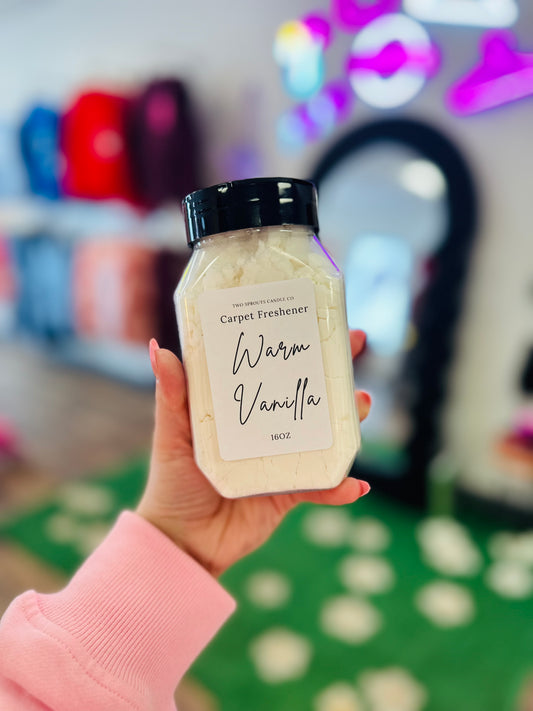 TWO SPROUTS CANDLE CO.
Carpet Freshener
Warm
Vanilla
16OZ